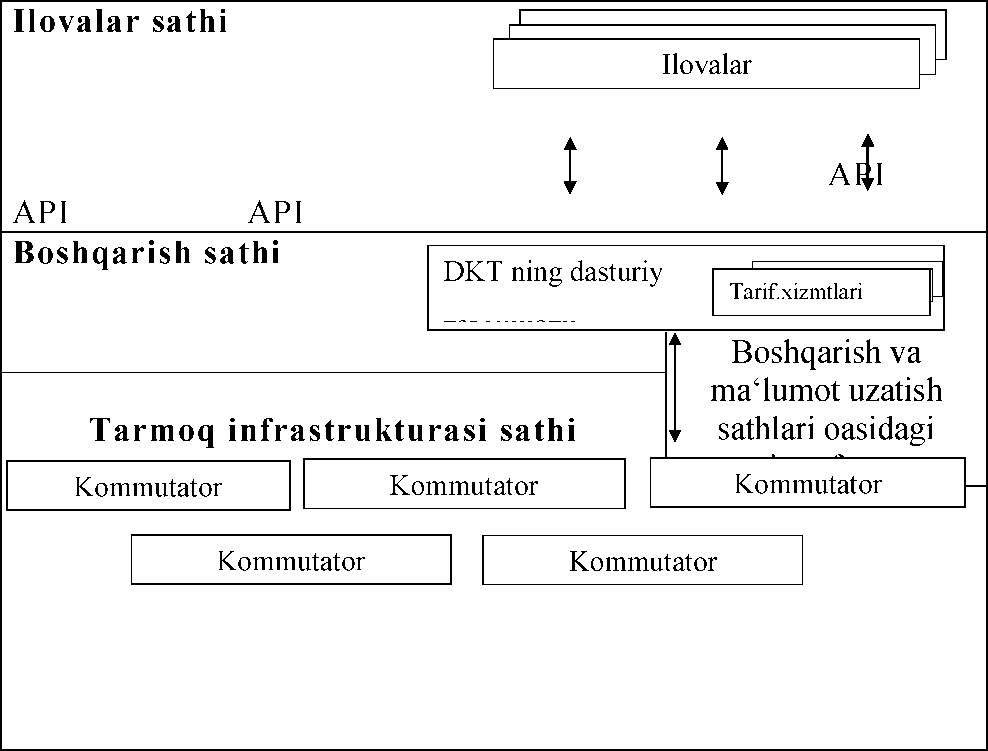 Ilovalar sathi
Ilovalar
API
API
API
Boshqarish sathi
DKT ning dasturiy
Tarif.xizmtlari
Boshqarish va
ma‘lumot uzatish
sathlari oasidagi
Tarmoq infrastrukturasi sathi
Kommutator
Kommutator
Kommutator
Kommutator
Kommutator